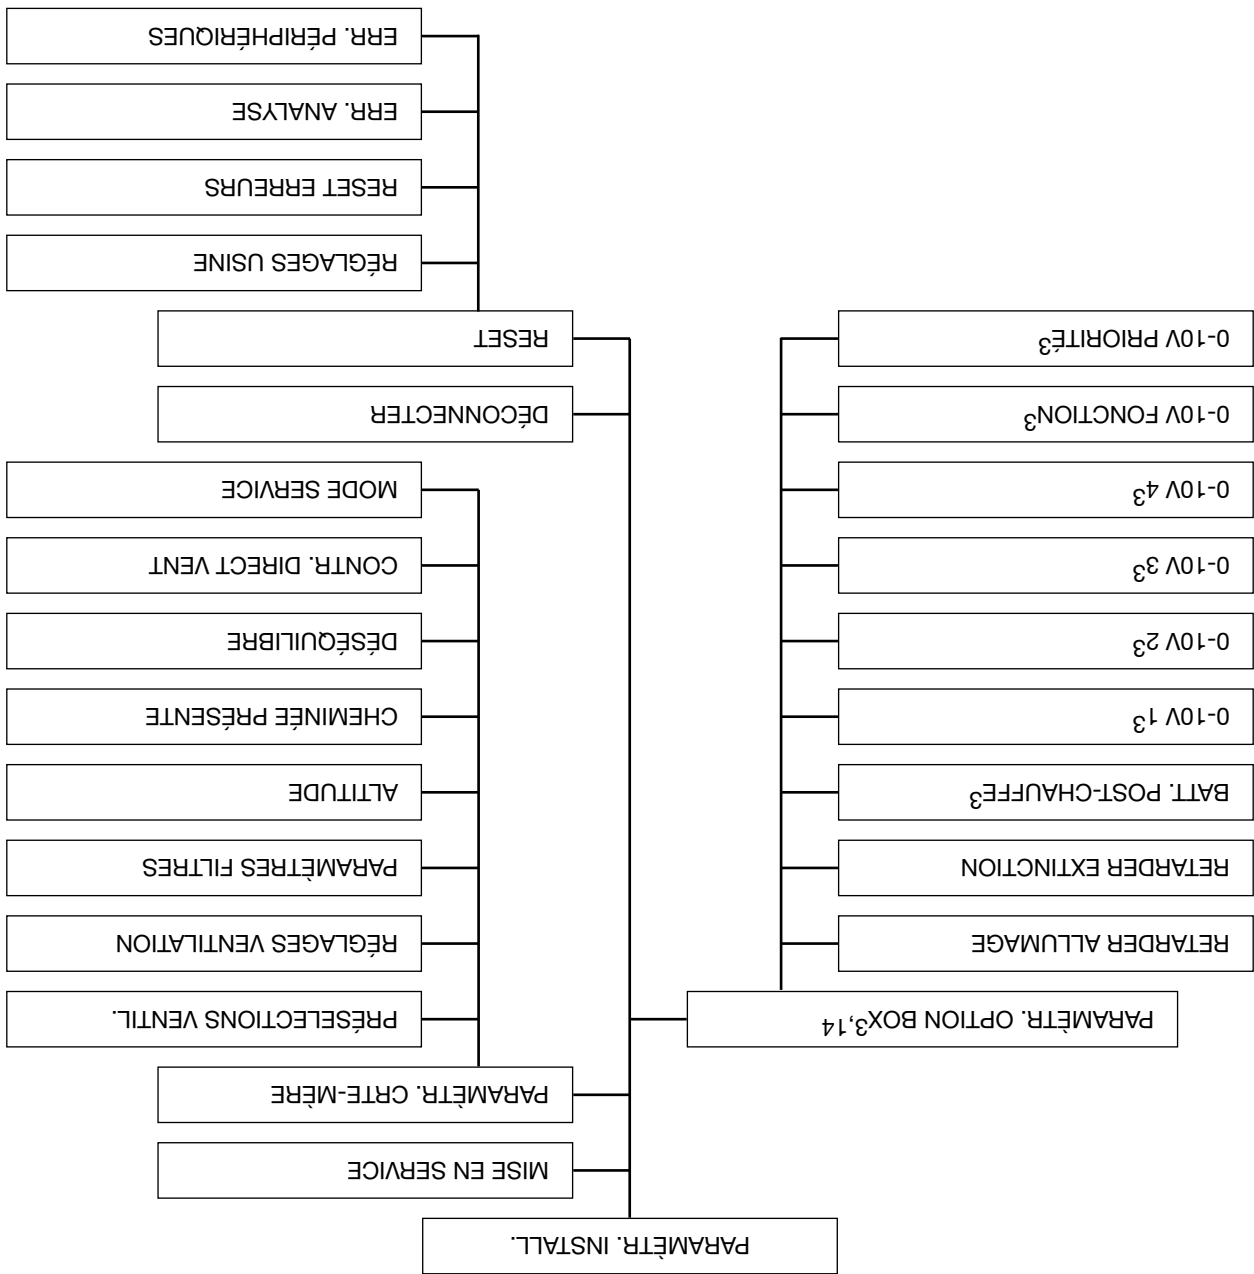 PARAMÈTR. INSTALL.
MISE EN SERVICE
PARAMÈTR. CRTE-MÈRE
PRÉSELECTIONS VENTIL.
RÉGLAGES VENTILATION
PARAMÈTRES FILTRES
ALTITUDE
CHEMINÉE PRÉSENTE
DÉSÉQUILIBRE
CONTR. DIRECT VENT
MODE SERVICE
DÉCONNECTER
RESET
RÉGLAGES USINE
RESET ERREURS
ERR. ANALYSE
ERR. PÉRIPHÉRIQUES
PARAMÈTR. OPTION BOX³,¹⁴
RETARDER ALLUMAGE
RETARDER EXTINCTION
BATT. POST-CHAUFFE³
0-10V 1³
0-10V 2³
0-10V 3³
0-10V 4³
0-10V FONCTION³
0-10V PRIORITÉ³